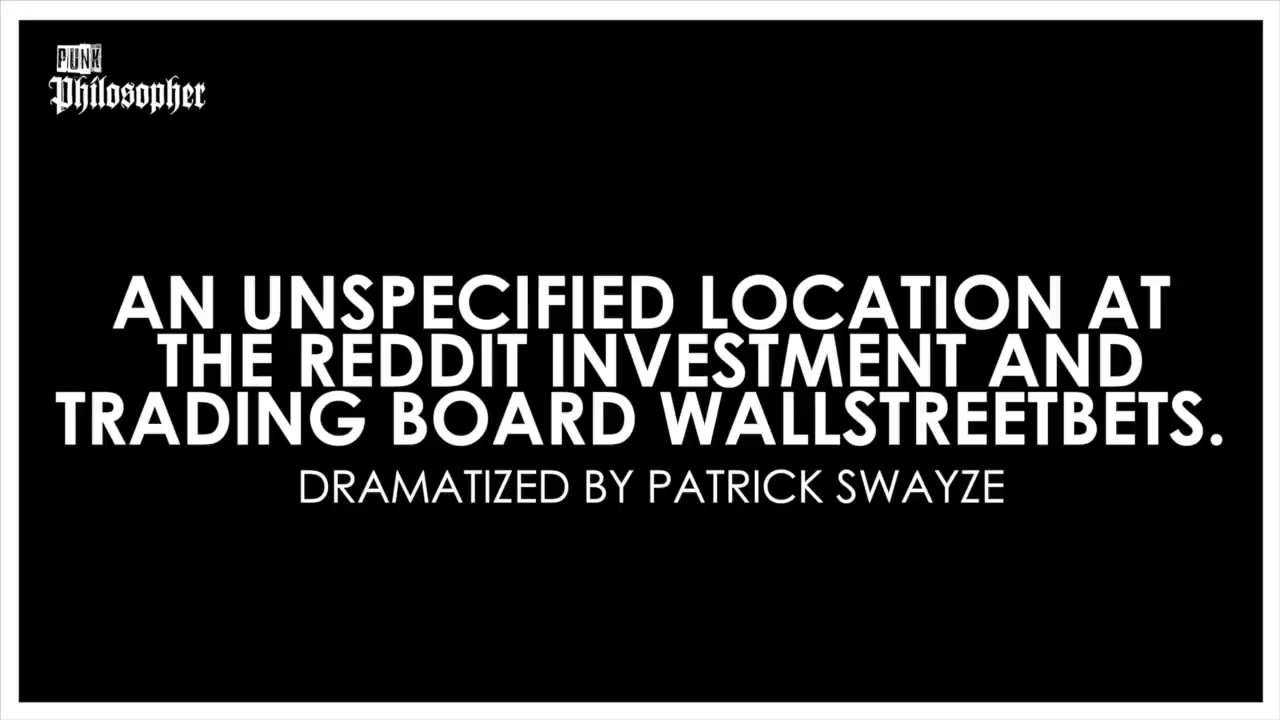 PUNK
Philosopher
AN UNSPECIFIED LOCATION AT
THE REDDIT INVESTMENT AND
TRADING BOARD WALLSTREETBETS.
DRAMATIZED BY PATRICK SWAYZE